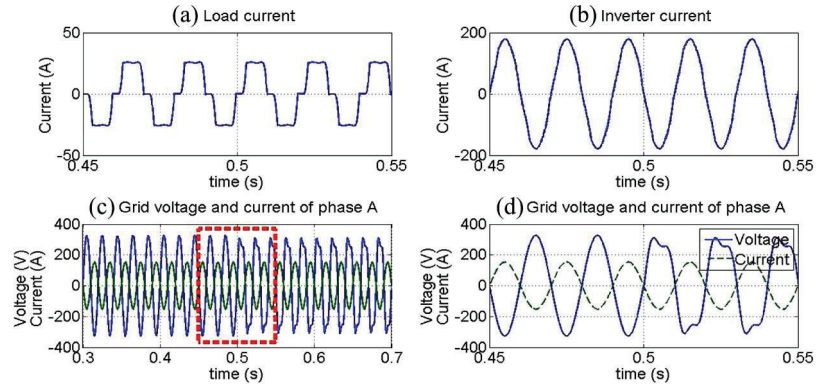 (a) Load current
50
0
-50
Current (A)
0.45
0.5
0.55
time (s)
(b) Inverter current
200
0
-200
Current (A)
0.45
0.5
0.55
time (s)
(c) Grid voltage and current of phase A
400
200
0
-200
-400
Voltage (V)
Current (A)
0.3
0.4
0.5
0.6
0.7
time (s)
(d) Grid voltage and current of phase A
400
200
0
-200
-400
Voltage (V)
Current (A)
Voltage
Current
0.45
0.5
0.55
time (s)